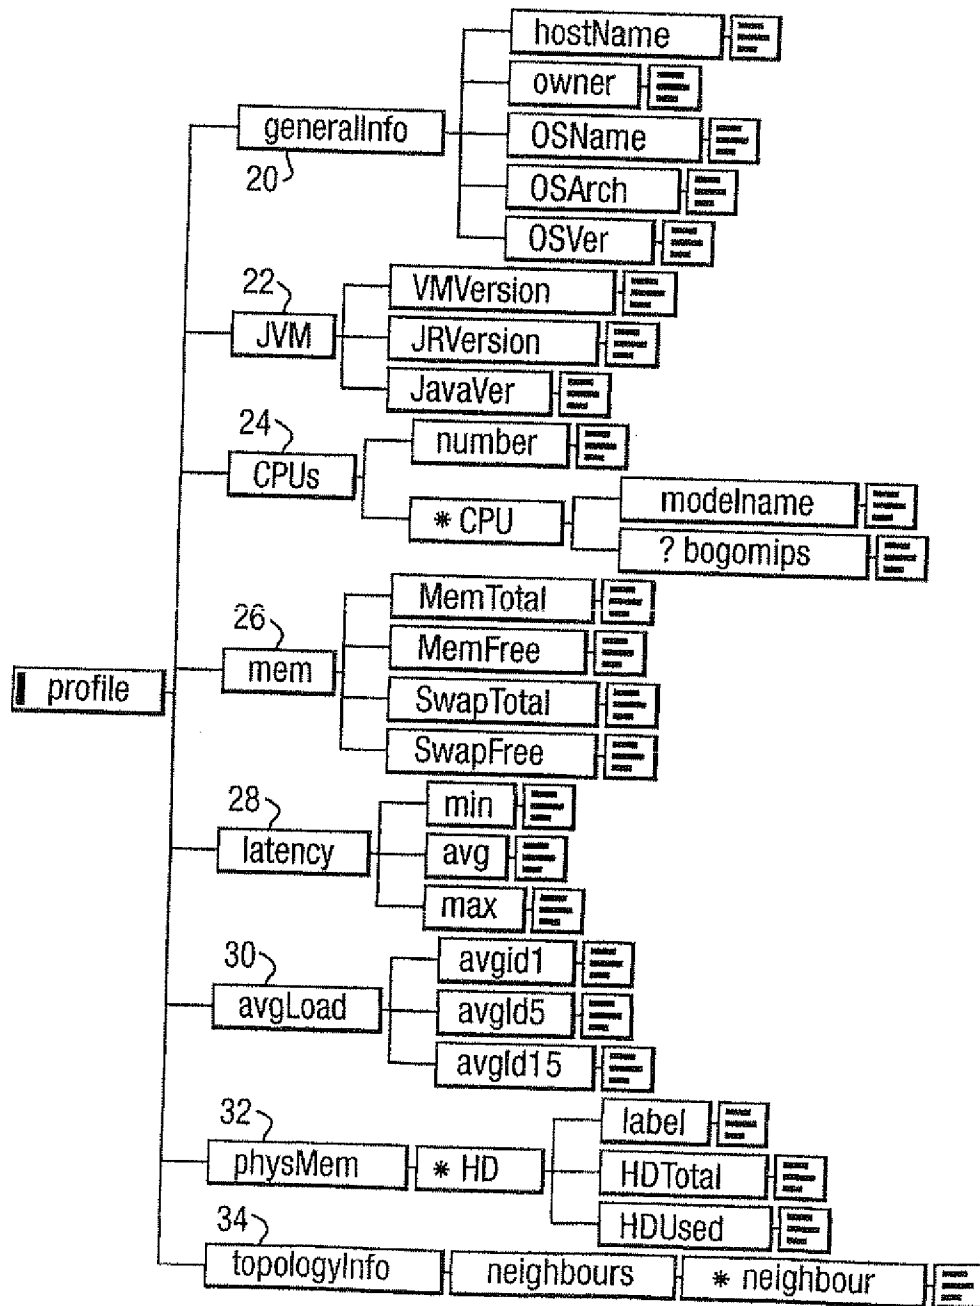 hostName
owner
generalInfo
OSName
20
OSArch
OSVer
22
VMVersion
JVM
JRVersion
JavaVer
24
number
CPUs
modelname
* CPU
? bogomips
MemTotal
26
MemFree
mem
profile
SwapTotal
SwapFree
28
min
latency
avg
max
30
avgid1
avgLoad
avgld5
avgld15
32
label
physMem
* HD
HDTotal
34
HDUsed
topologyInfo
neighbours
* neighbour